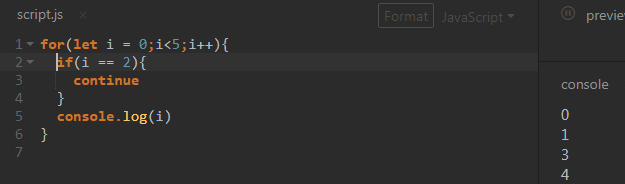 script.js × Format JavaScript preview
1 for(let i = 0;i<5;i++){
2   if(i == 2){
3     continue
4   }
5   console.log(i)
6 }
7
console
0
1
3
4